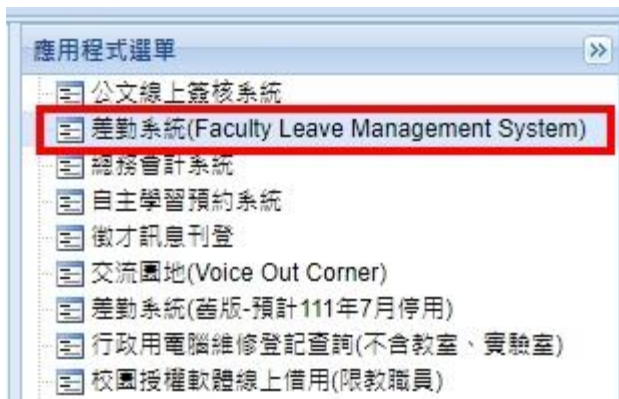 應用程式選單
公文線上簽核系統
差勤系統(Faculty Leave Management System)
總務會計系統
自主學習預約系統
徵才訊息刊登
交流園地(Voice Out Corner)
差勤系統(舊版-預計111年7月停用)
行政用電腦維修登記查詢(不含教室、實驗室)
校園授權軟體線上借用(限教職員)